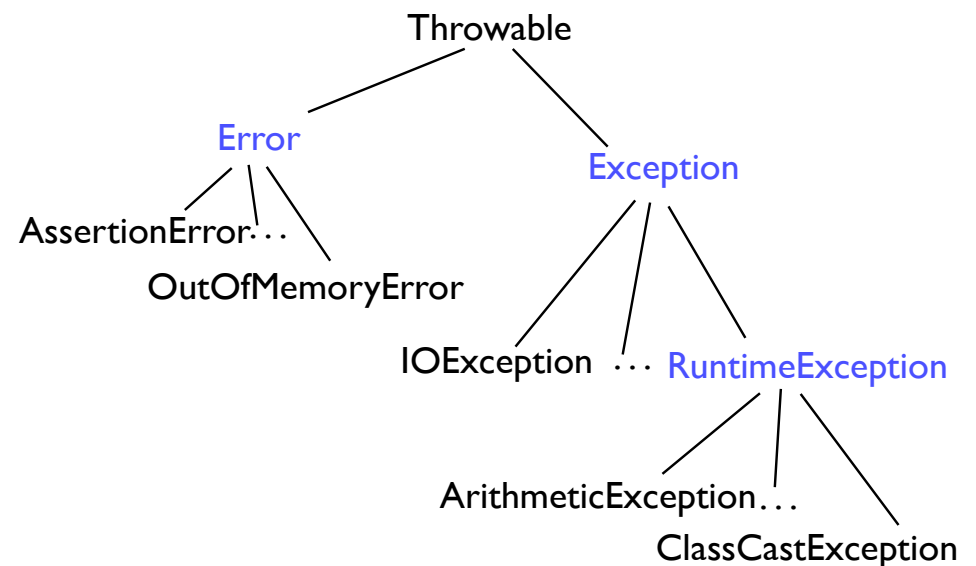 Throwable
Error
Exception
AssertionError...
OutOfMemoryError
IOException ... RuntimeException
ArithmeticException...
ClassCastException